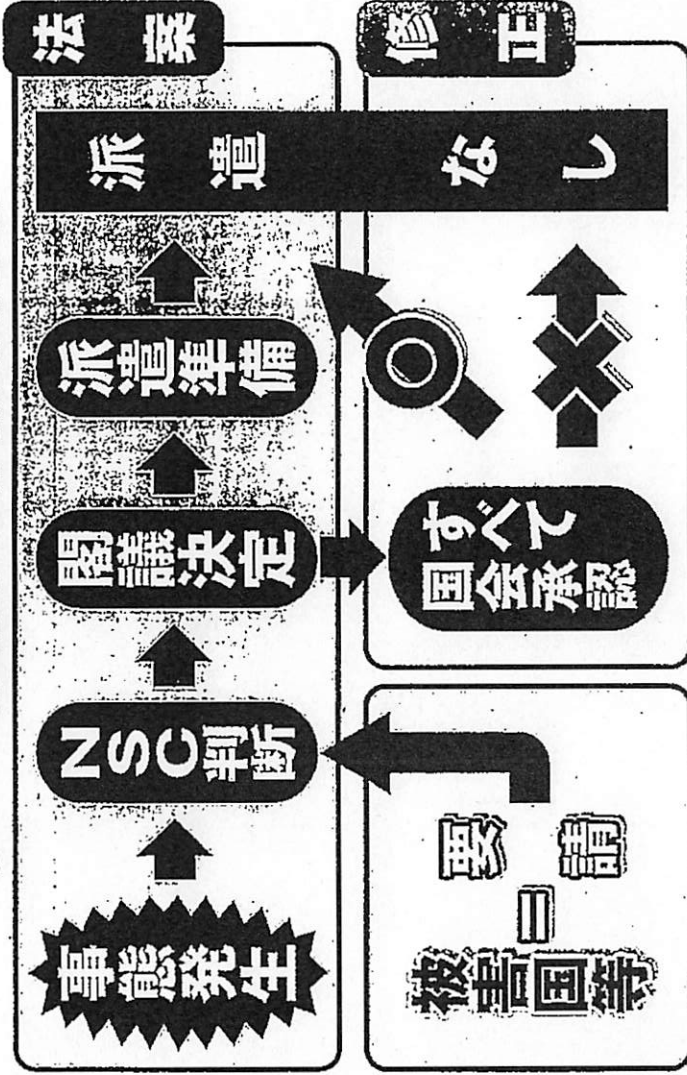 法案
事態発生
NSC判断
閣議決定
派遣準備
派遣
なし
修正
すべて
国会承認
被害国等
=
要請